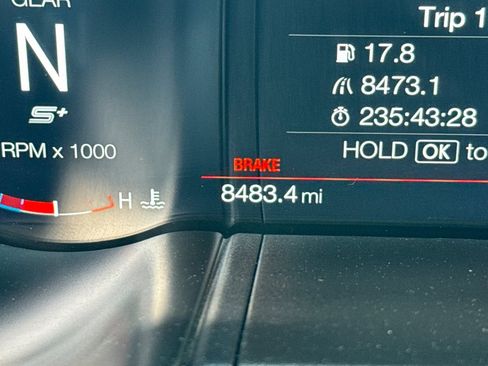 GEAR
N
S+
RPM x 1000
H
Trip 1
17.8
8473.1
235:43:28
HOLD OK to
BRAKE
8483.4 mi